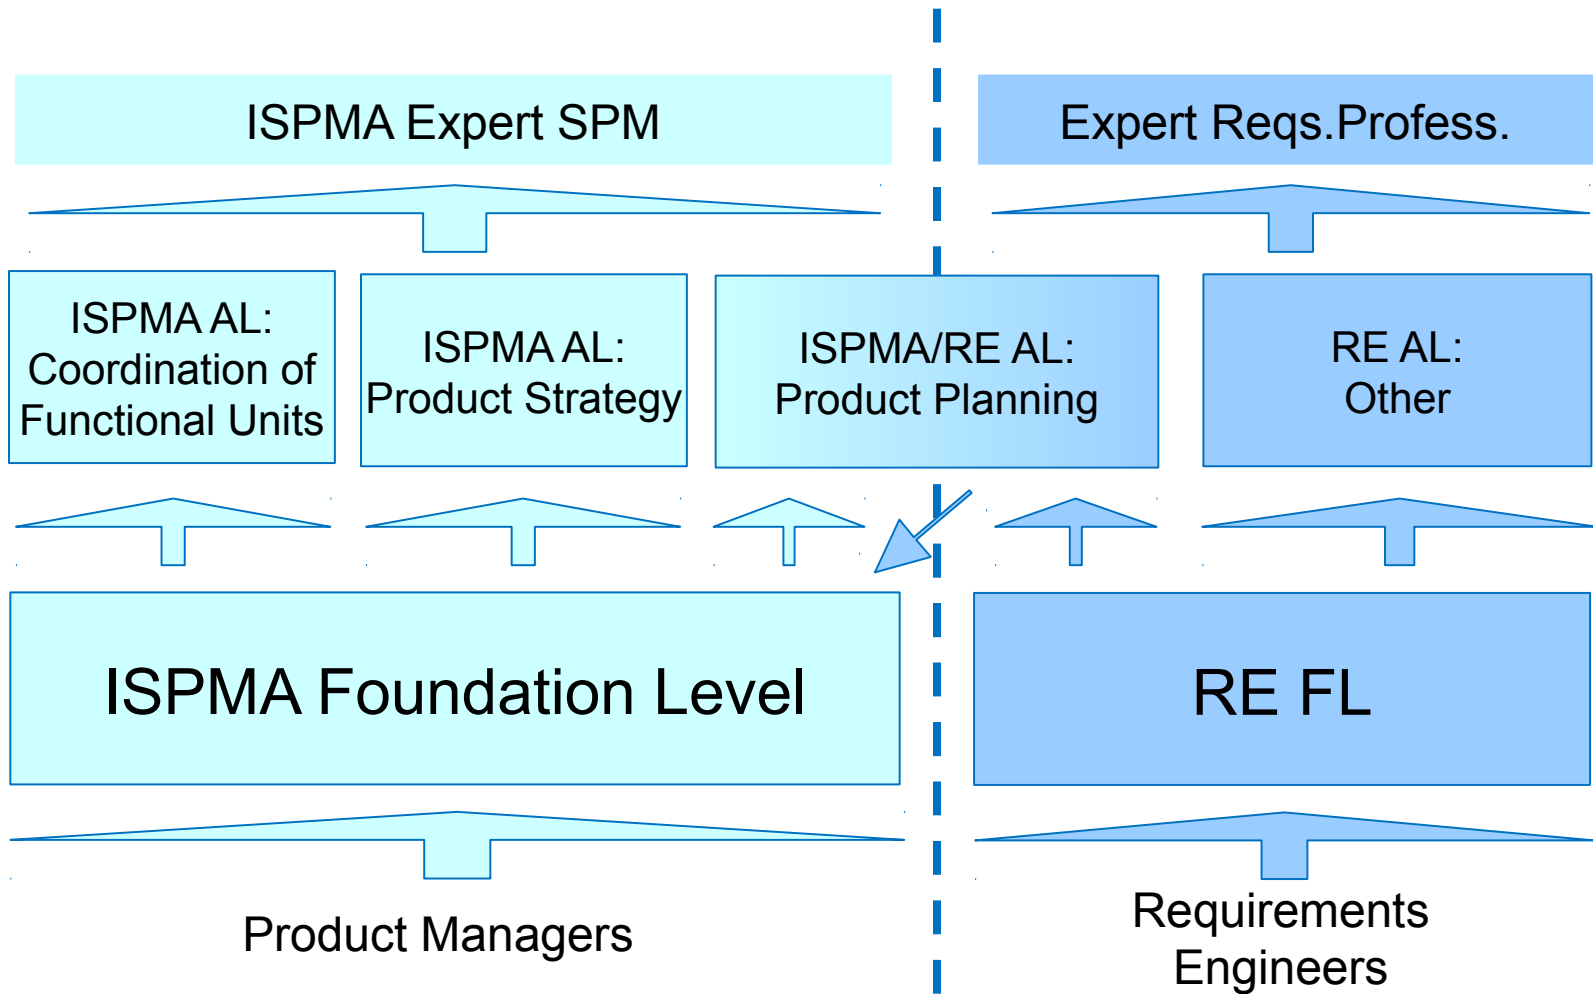 ISPMA Expert SPM
Expert Reqs.Profess.
ISPMA AL:
Coordination of
Functional Units
ISPMA AL:
Product Strategy
ISPMA/RE AL:
Product Planning
RE AL:
Other
ISPMA Foundation Level
RE FL
Product Managers
Requirements
Engineers